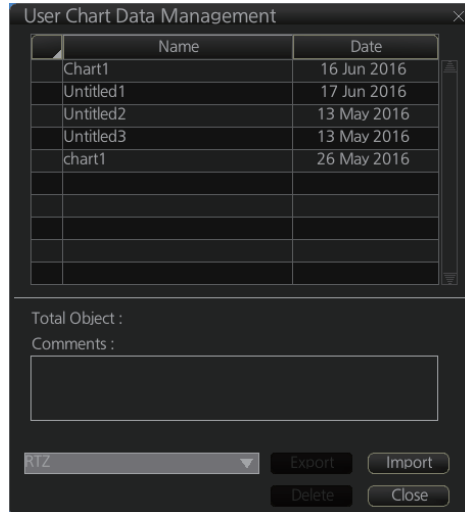 User Chart Data Management
Name Date
Chart1 16 Jun 2016
Untitled1 17 Jun 2016
Untitled2 13 May 2016
Untitled3 13 May 2016
chart1 26 May 2016
Total Object :
Comments :
RTZ Export Import
Delete Close